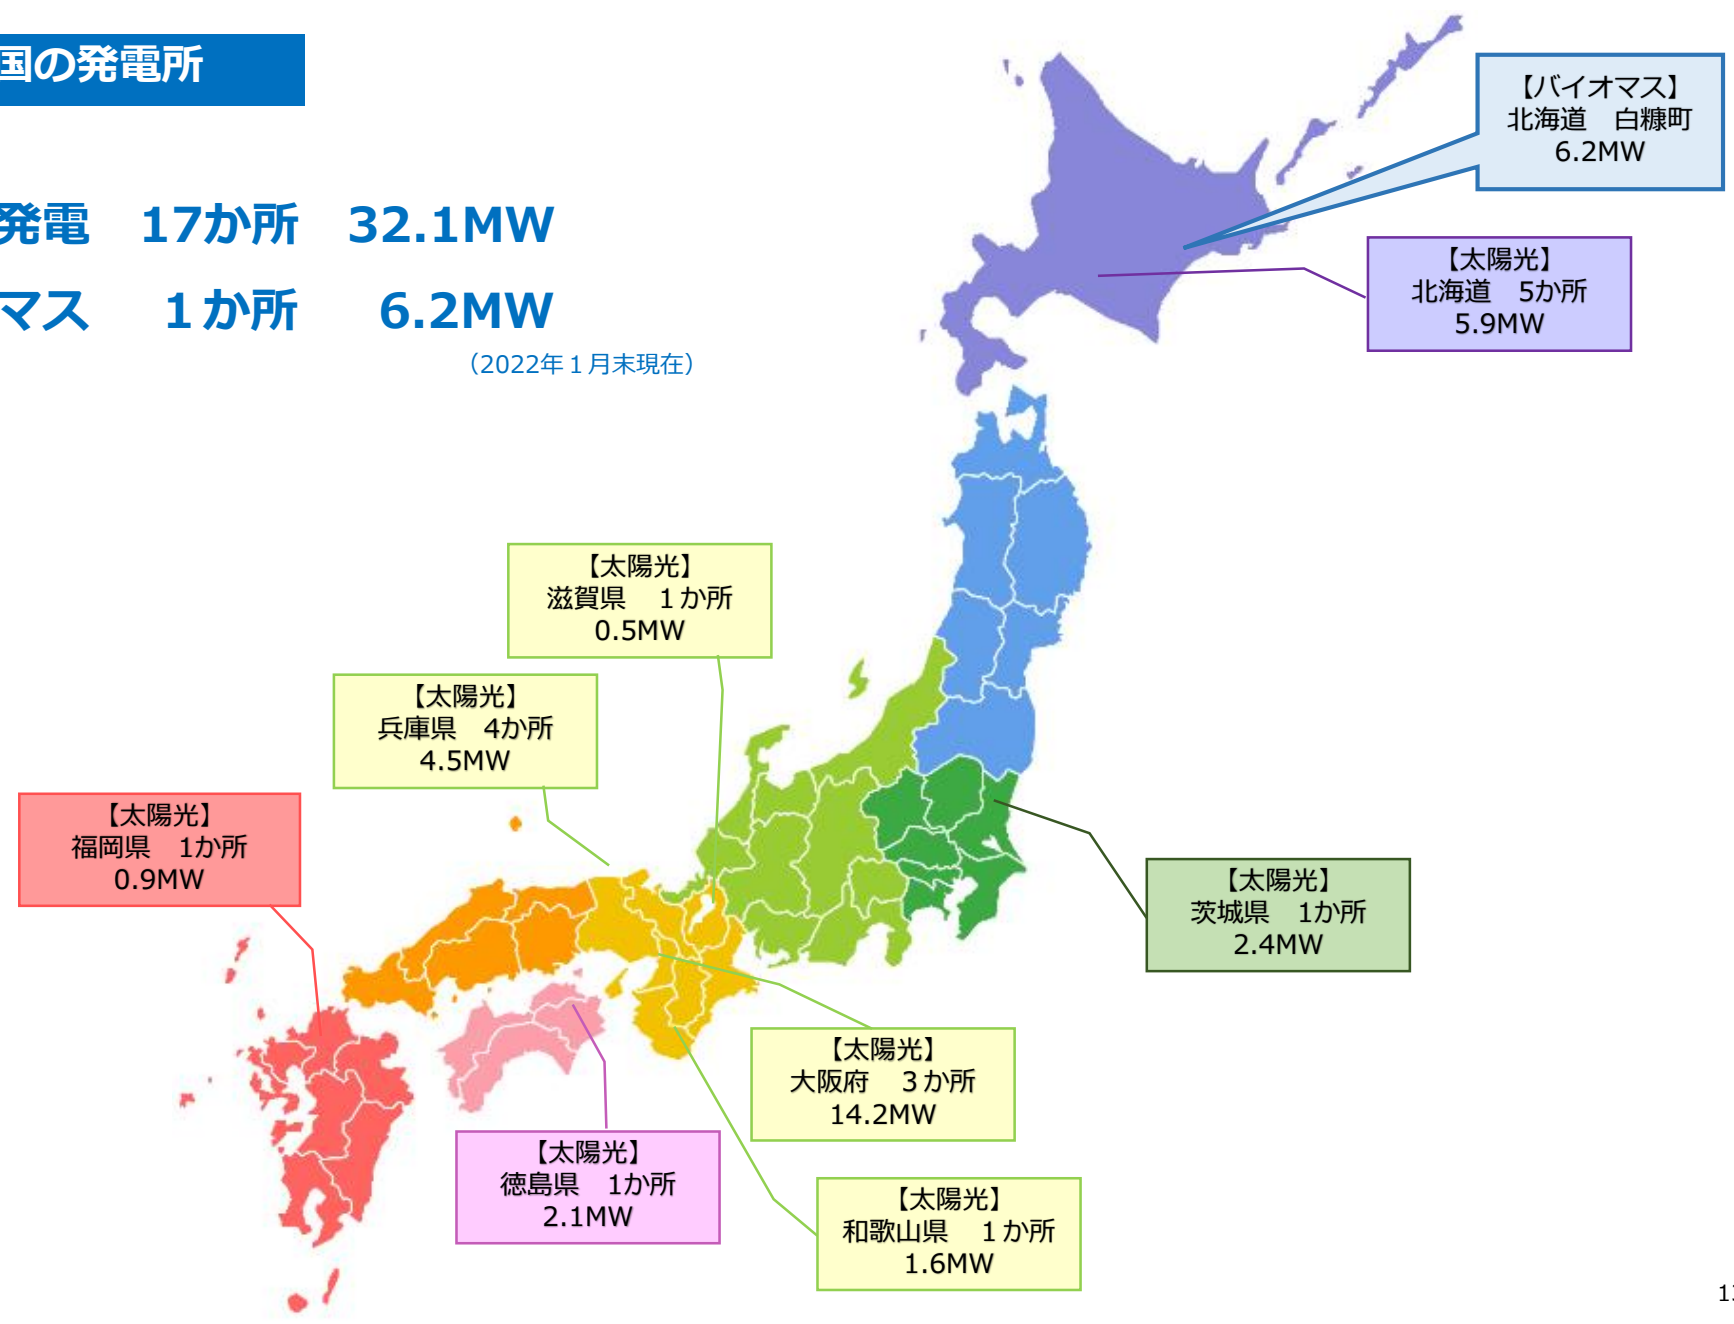 国の発電所
発電　17か所　32.1MW
マス　１か所　6.2MW
（2022年１月末現在）
【バイオマス】
北海道　白糠町
6.2MW
【太陽光】
北海道　5か所
5.9MW
【太陽光】
滋賀県　１か所
0.5MW
【太陽光】
兵庫県　4か所
4.5MW
【太陽光】
福岡県　1か所
0.9MW
【太陽光】
茨城県　1か所
2.4MW
【太陽光】
大阪府　３か所
14.2MW
【太陽光】
徳島県　1か所
2.1MW
【太陽光】
和歌山県　１か所
1.6MW